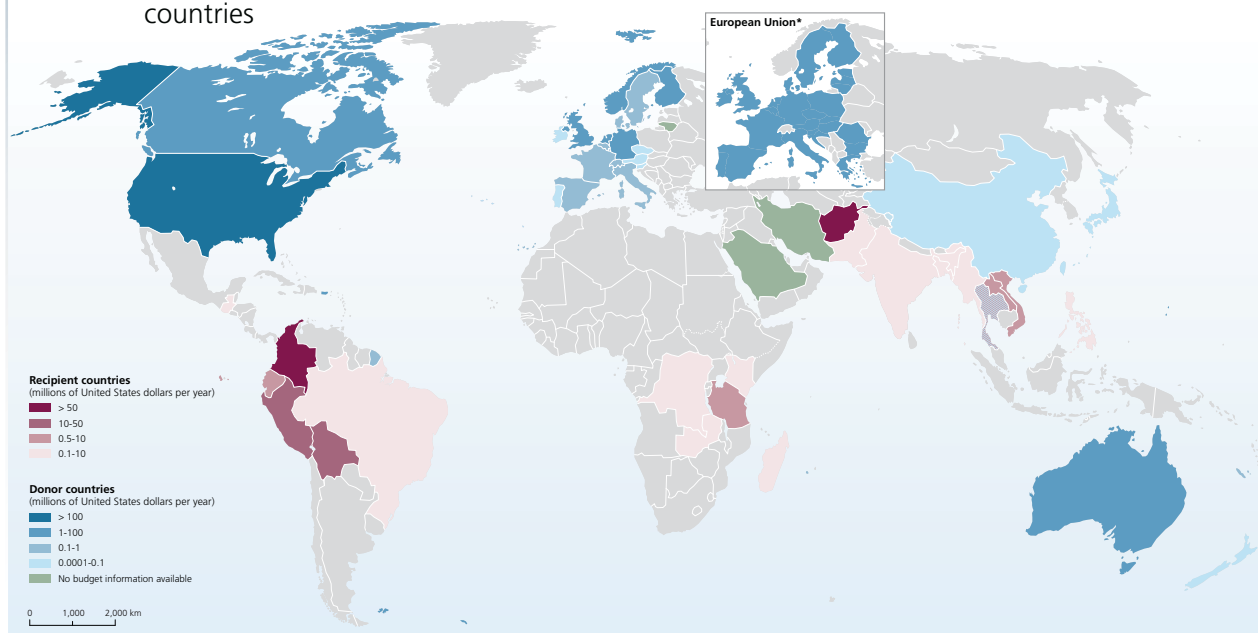 countries
European Union*
Recipient countries
(millions of United States dollars per year)
> 50
10-50
0.5-10
0.1-10
Donor countries
(millions of United States dollars per year)
> 100
1-100
0.1-1
0.0001-0.1
No budget information available
0 1,000 2,000 km